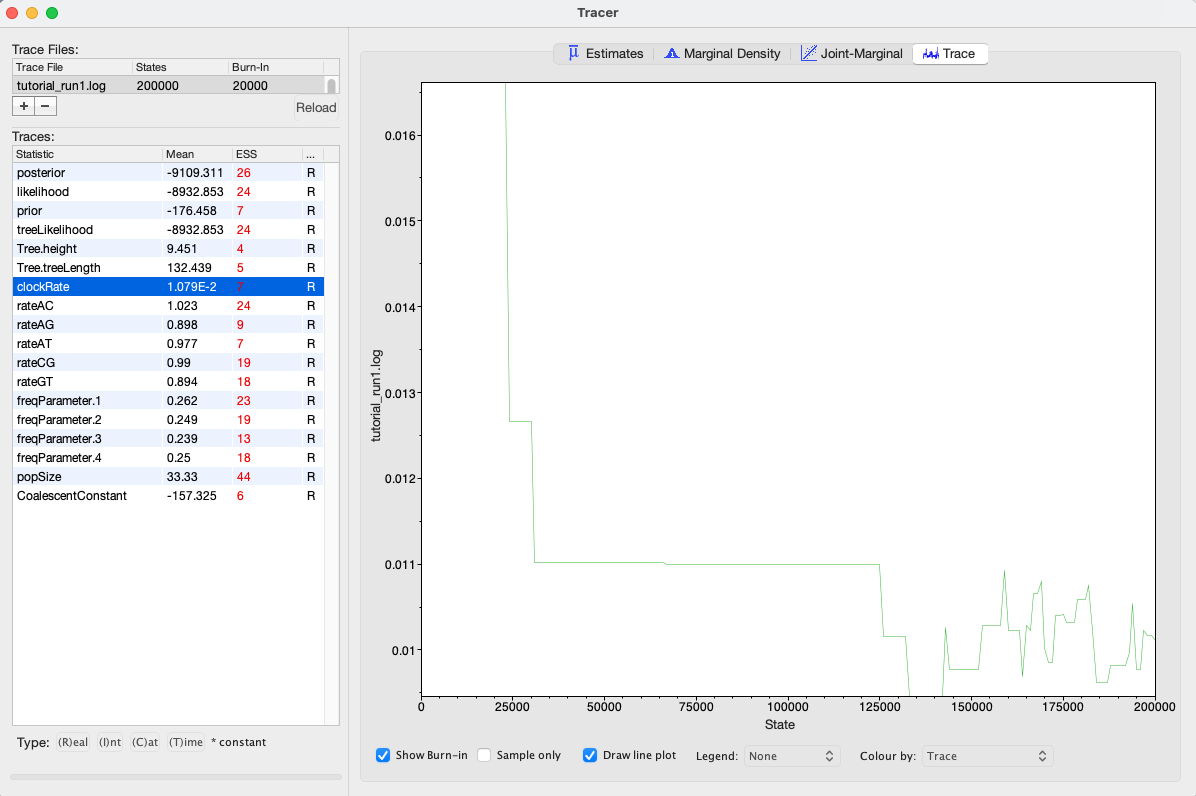 Tracer
Trace Files:
Trace File States Burn-In
tutorial_run1.log 200000 20000
+ −
Reload
Traces:
Statistic Mean ESS ...
posterior -9109.311 26 R
likelihood -8932.853 24 R
prior -176.458 7 R
treeLikelihood -8932.853 24 R
Tree.height 9.451 4 R
Tree.treeLength 132.439 5 R
clockRate 1.079E-2 7 R
rateAC 1.023 24 R
rateAG 0.898 9 R
rateAT 0.977 7 R
rateCG 0.99 19 R
rateGT 0.894 18 R
freqParameter.1 0.262 23 R
freqParameter.2 0.249 19 R
freqParameter.3 0.239 13 R
freqParameter.4 0.25 18 R
popSize 33.33 44 R
CoalescentConstant -157.325 6 R
Type: (R)eal (I)nt (C)at (T)ime * constant
μ Estimates Marginal Density Joint-Marginal Trace
0.016
0.015
0.014
0.013
0.012
0.011
0.01
tutorial_run1.log
0 25000 50000 75000 100000 125000 150000 175000 200000
State
Show Burn-in Sample only Draw line plot Legend: None Colour by: Trace